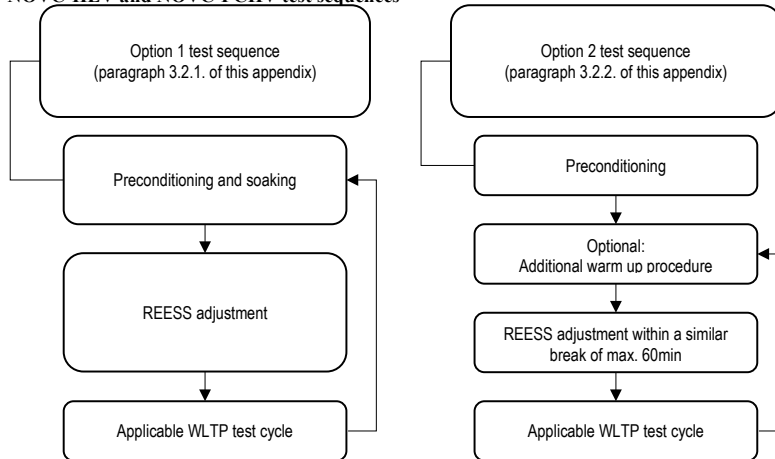 NOVC-HEV and NOVC-FCHV test sequences
Option 1 test sequence
(paragraph 3.2.1. of this appendix)
Preconditioning and soaking
REESS adjustment
Applicable WLTP test cycle
Option 2 test sequence
(paragraph 3.2.2. of this appendix)
Preconditioning
Optional:
Additional warm up procedure
REESS adjustment within a similar
break of max. 60min
Applicable WLTP test cycle